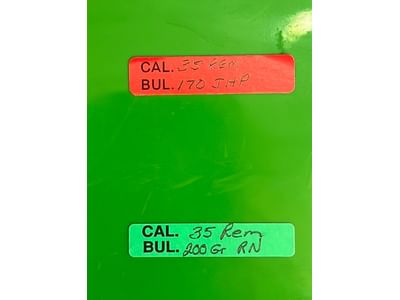 CAL. 35 REM
BUL. 170 JHP
CAL. 35 Rem
BUL. 200 Gr RN